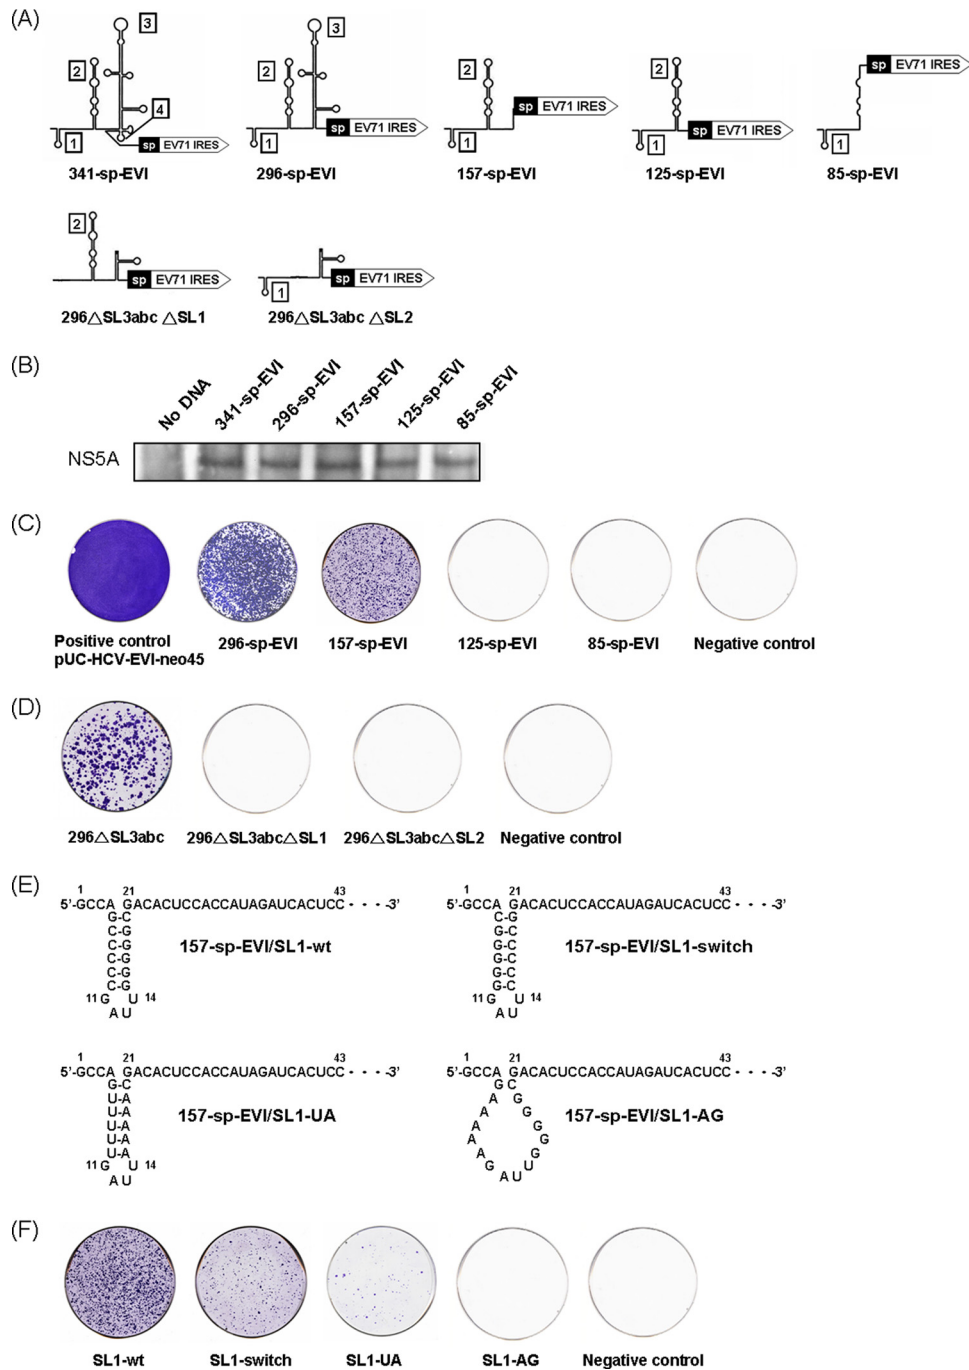 (A)
3
3
2
2
2
2
4
sp EV71 IRES
sp EV71 IRES
sp EV71 IRES
sp EV71 IRES
sp EV71 IRES
1
1
1
1
1
341-sp-EVI
296-sp-EVI
157-sp-EVI
125-sp-EVI
85-sp-EVI
2
sp EV71 IRES
sp EV71 IRES
1
296△SL3abc △SL1
296△SL3abc △SL2
(B)
No DNA
341-sp-EVI
296-sp-EVI
157-sp-EVI
125-sp-EVI
85-sp-EVI
NS5A
(C)
Positive control
pUC-HCV-EVI-neo45
296-sp-EVI
157-sp-EVI
125-sp-EVI
85-sp-EVI
Negative control
(D)
296△SL3abc
296△SL3abc△SL1
296△SL3abc△SL2
Negative control
(E)
1 21 43
5'-GCCA GACACUCCACCAUAGAUCACUCC - - - -3'
G-C
C-G
C-G
C-G
C-G
C-G
11 G U 14
A U
157-sp-EVI/SL1-wt
1 21 43
5'-GCCA GACACUCCACCAUAGAUCACUCC - - - -3'
C-G
G-C
G-C
G-C
G-C
G-C
11 G U 14
A U
157-sp-EVI/SL1-switch
1 21 43
5'-GCCA GACACUCCACCAUAGAUCACUCC - - - -3'
G-C
U-A
U-A
U-A
U-A
U-A
11 G U 14
A U
157-sp-EVI/SL1-UA
1 21 43
5'-GCCA GACACUCCACCAUAGAUCACUCC - - - -3'
G C
A G
A G
A G
A G
A G
G U
A U
157-sp-EVI/SL1-AG
(F)
SL1-wt
SL1-switch
SL1-UA
SL1-AG
Negative control